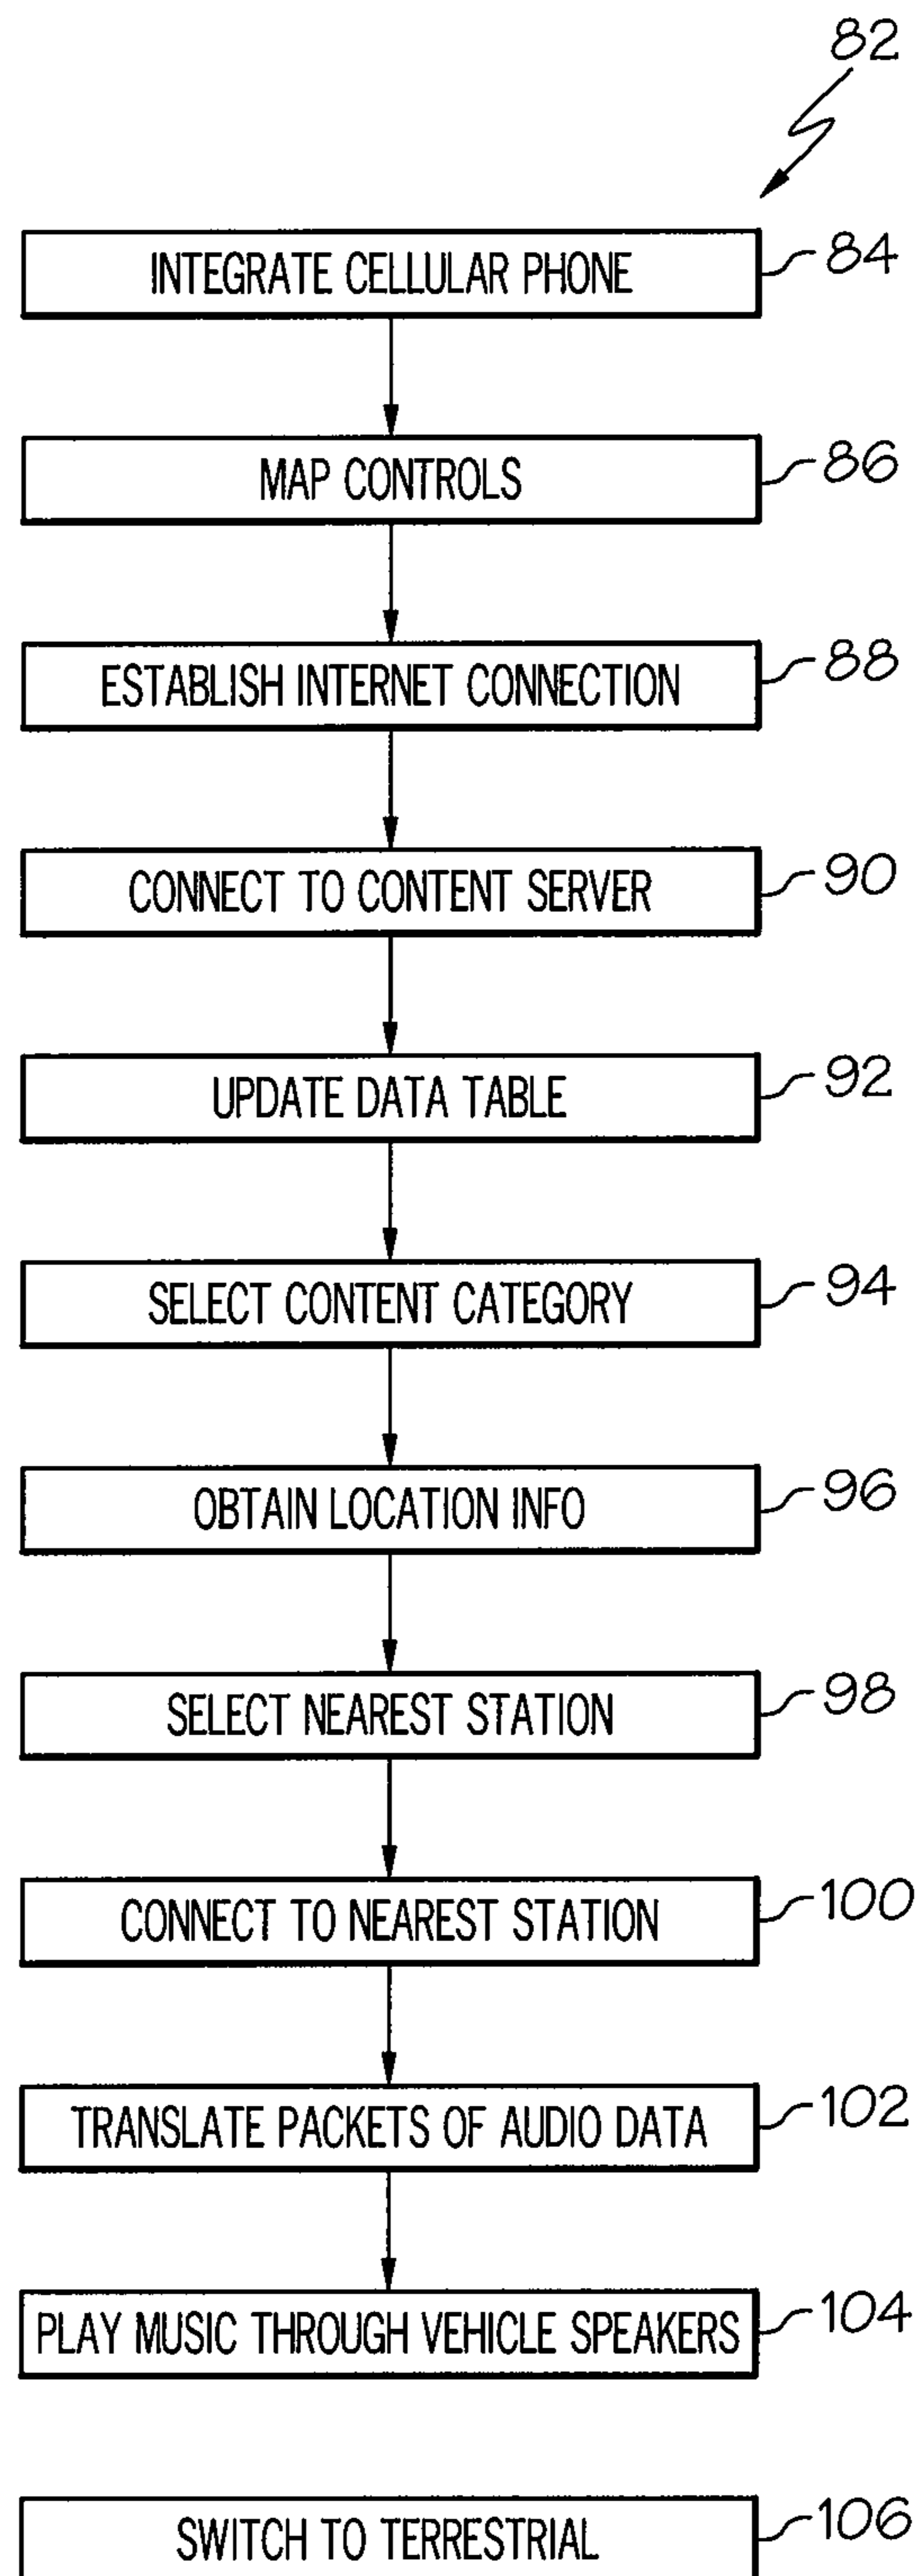 82
INTEGRATE CELLULAR PHONE 84
MAP CONTROLS 86
ESTABLISH INTERNET CONNECTION 88
CONNECT TO CONTENT SERVER 90
UPDATE DATA TABLE 92
SELECT CONTENT CATEGORY 94
OBTAIN LOCATION INFO 96
SELECT NEAREST STATION 98
CONNECT TO NEAREST STATION 100
TRANSLATE PACKETS OF AUDIO DATA 102
PLAY MUSIC THROUGH VEHICLE SPEAKERS 104
SWITCH TO TERRESTRIAL 106